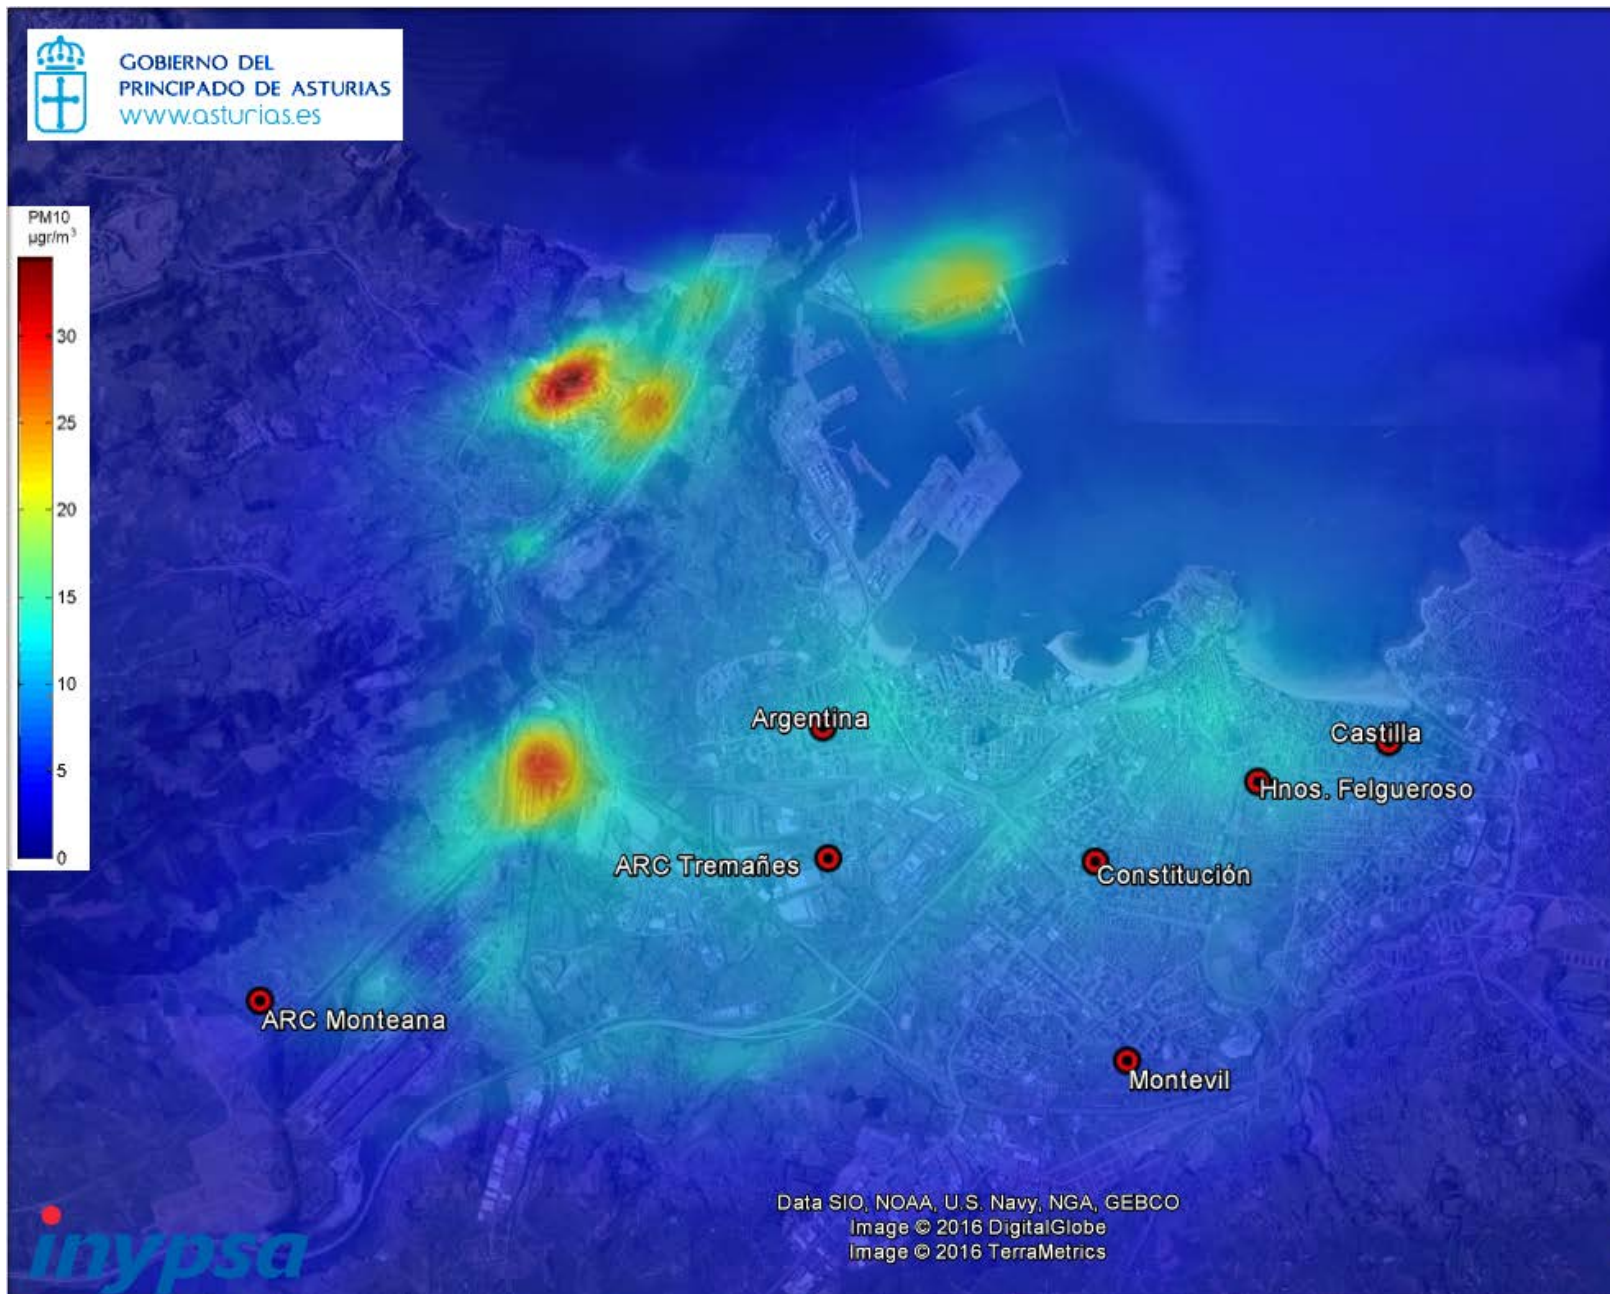 GOBIERNO DEL
PRINCIPADO DE ASTURIAS
www.asturias.es
PM10
µgr/m³
30
25
20
15
10
5
0
Argentina
Castilla
Hnos. Felgueroso
ARC Tremañes
Constitución
ARC Monteana
Montevil
Data SIO, NOAA, U.S. Navy, NGA, GEBCO
Image © 2016 DigitalGlobe
Image © 2016 TerraMetrics
inypsa